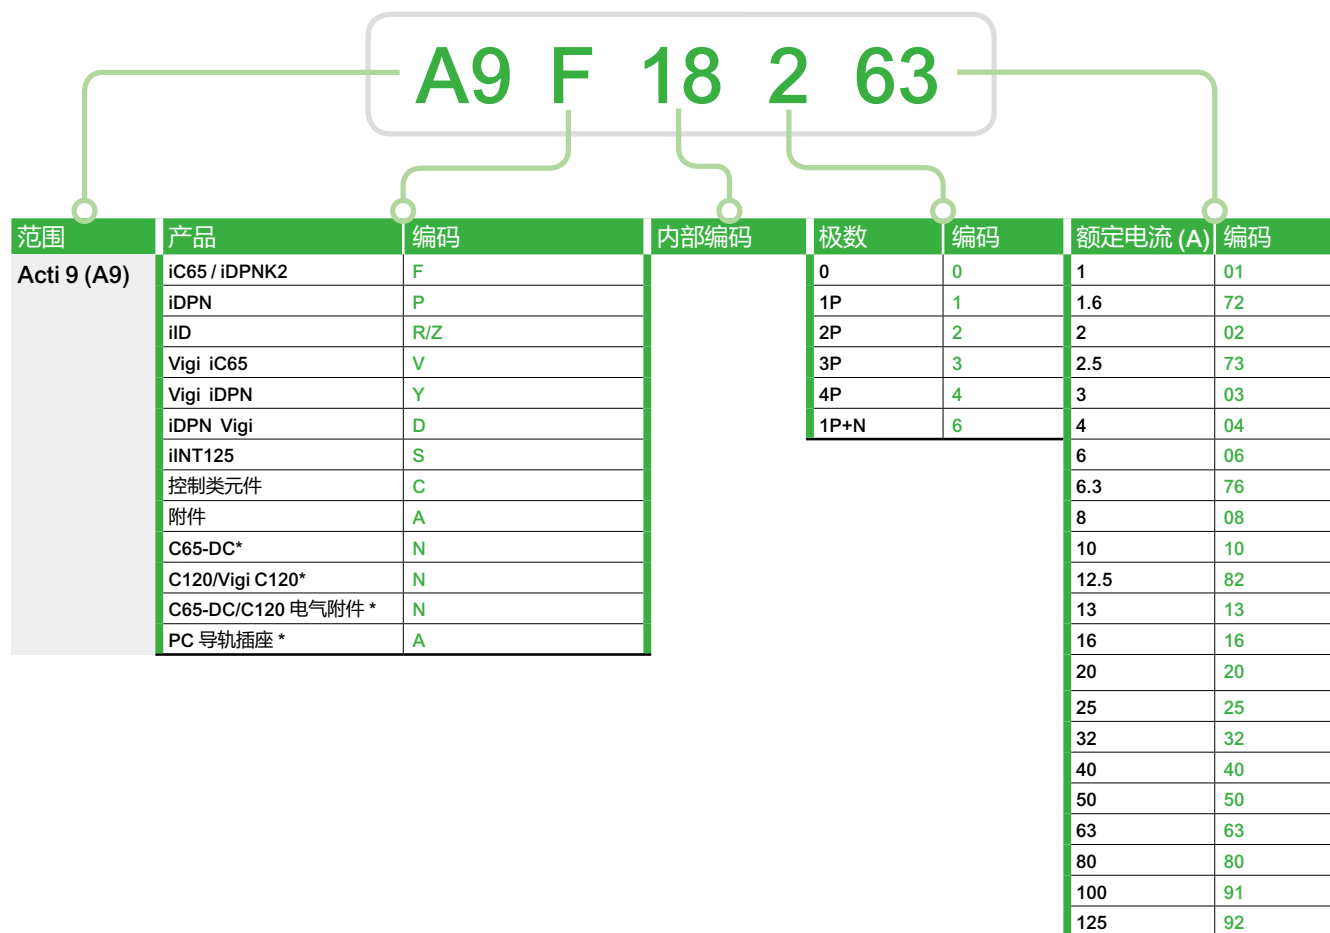 A9 F 18 2 63
范围 产品 编码 内部编码 极数 编码 额定电流 (A) 编码
Acti 9 (A9) iC65 / iDPNK2 F 0 0 1 01
iDPN P 1P 1 1.6 72
iID R/Z 2P 2 2 02
Vigi iC65 V 3P 3 2.5 73
Vigi iDPN Y 4P 4 3 03
iDPN Vigi D 1P+N 6 4 04
iINT125 S 6 06
控制类元件 C 6.3 76
附件 A 8 08
C65-DC* N 10 10
C120/Vigi C120* N 12.5 82
C65-DC/C120 电气附件 * N 13 13
PC 导轨插座 * A 16 16
20 20
25 25
32 32
40 40
50 50
63 63
80 80
100 91
125 92